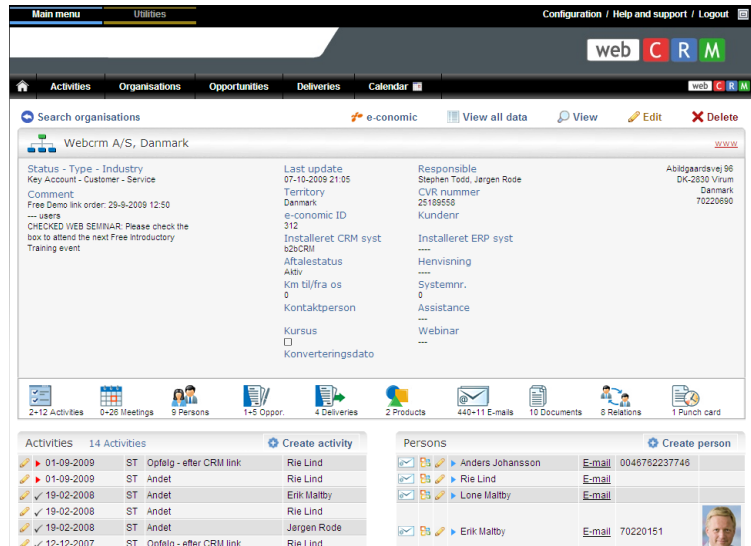 Main menu
Utilities
Configuration / Help and support / Logout
web C R M
Activities Organisations Opportunities Deliveries Calendar
web C R M
Search organisations
e-conomic View all data View Edit Delete
Webcrm A/S, Danmark
www
Status - Type - Industry
Key Account - Customer - Service
Comment
Free Demo link order: 29-9-2009 12:50
--- users
CHECKED WEB SEMINAR: Please check the
box to attend the next Free Introductory
Training event
Last update
07-10-2009 21:05
Territory
Danmark
e-conomic ID
312
Installeret CRM syst
b2bCRM
Aftalestatus
Aktiv
Km til/fra os
0
Kontaktperson
Kursus
Konverteringsdato
Responsible
Stephen Todd, Jørgen Rode
CVR nummer
25189558
Kundenr
Installeret ERP syst
----
Henvisning
----
Systemnr.
0
Assistance
---
Webinar
---
Abildgaardsvej 96
DK-2830 Virum
Danmark
70220690
2+12 Activities 0+26 Meetings 9 Persons 1+5 Oppor. 4 Deliveries 2 Products 440+11 E-mails 10 Documents 8 Relations 1 Punch card
Activities 14 Activities Create activity
01-09-2009 ST Opfølg - efter CRM link Rie Lind
01-09-2009 ST Andet Rie Lind
19-02-2008 ST Andet Erik Maltby
19-02-2008 ST Andet Rie Lind
19-02-2008 ST Andet Jørgen Rode
12-12-2007 ST Opfølg - efter CRM link Rie Lind
Persons Create person
Anders Johansson E-mail 0046762237746
Rie Lind E-mail
Lone Maltby E-mail
Erik Maltby E-mail 70220151